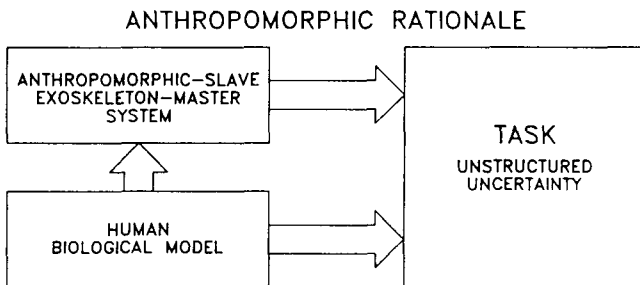 ANTHROPOMORPHIC RATIONALE
ANTHROPOMORPHIC-SLAVE
EXOSKELETON-MASTER
SYSTEM
HUMAN
BIOLOGICAL MODEL
TASK
UNSTRUCTURED
UNCERTAINTY